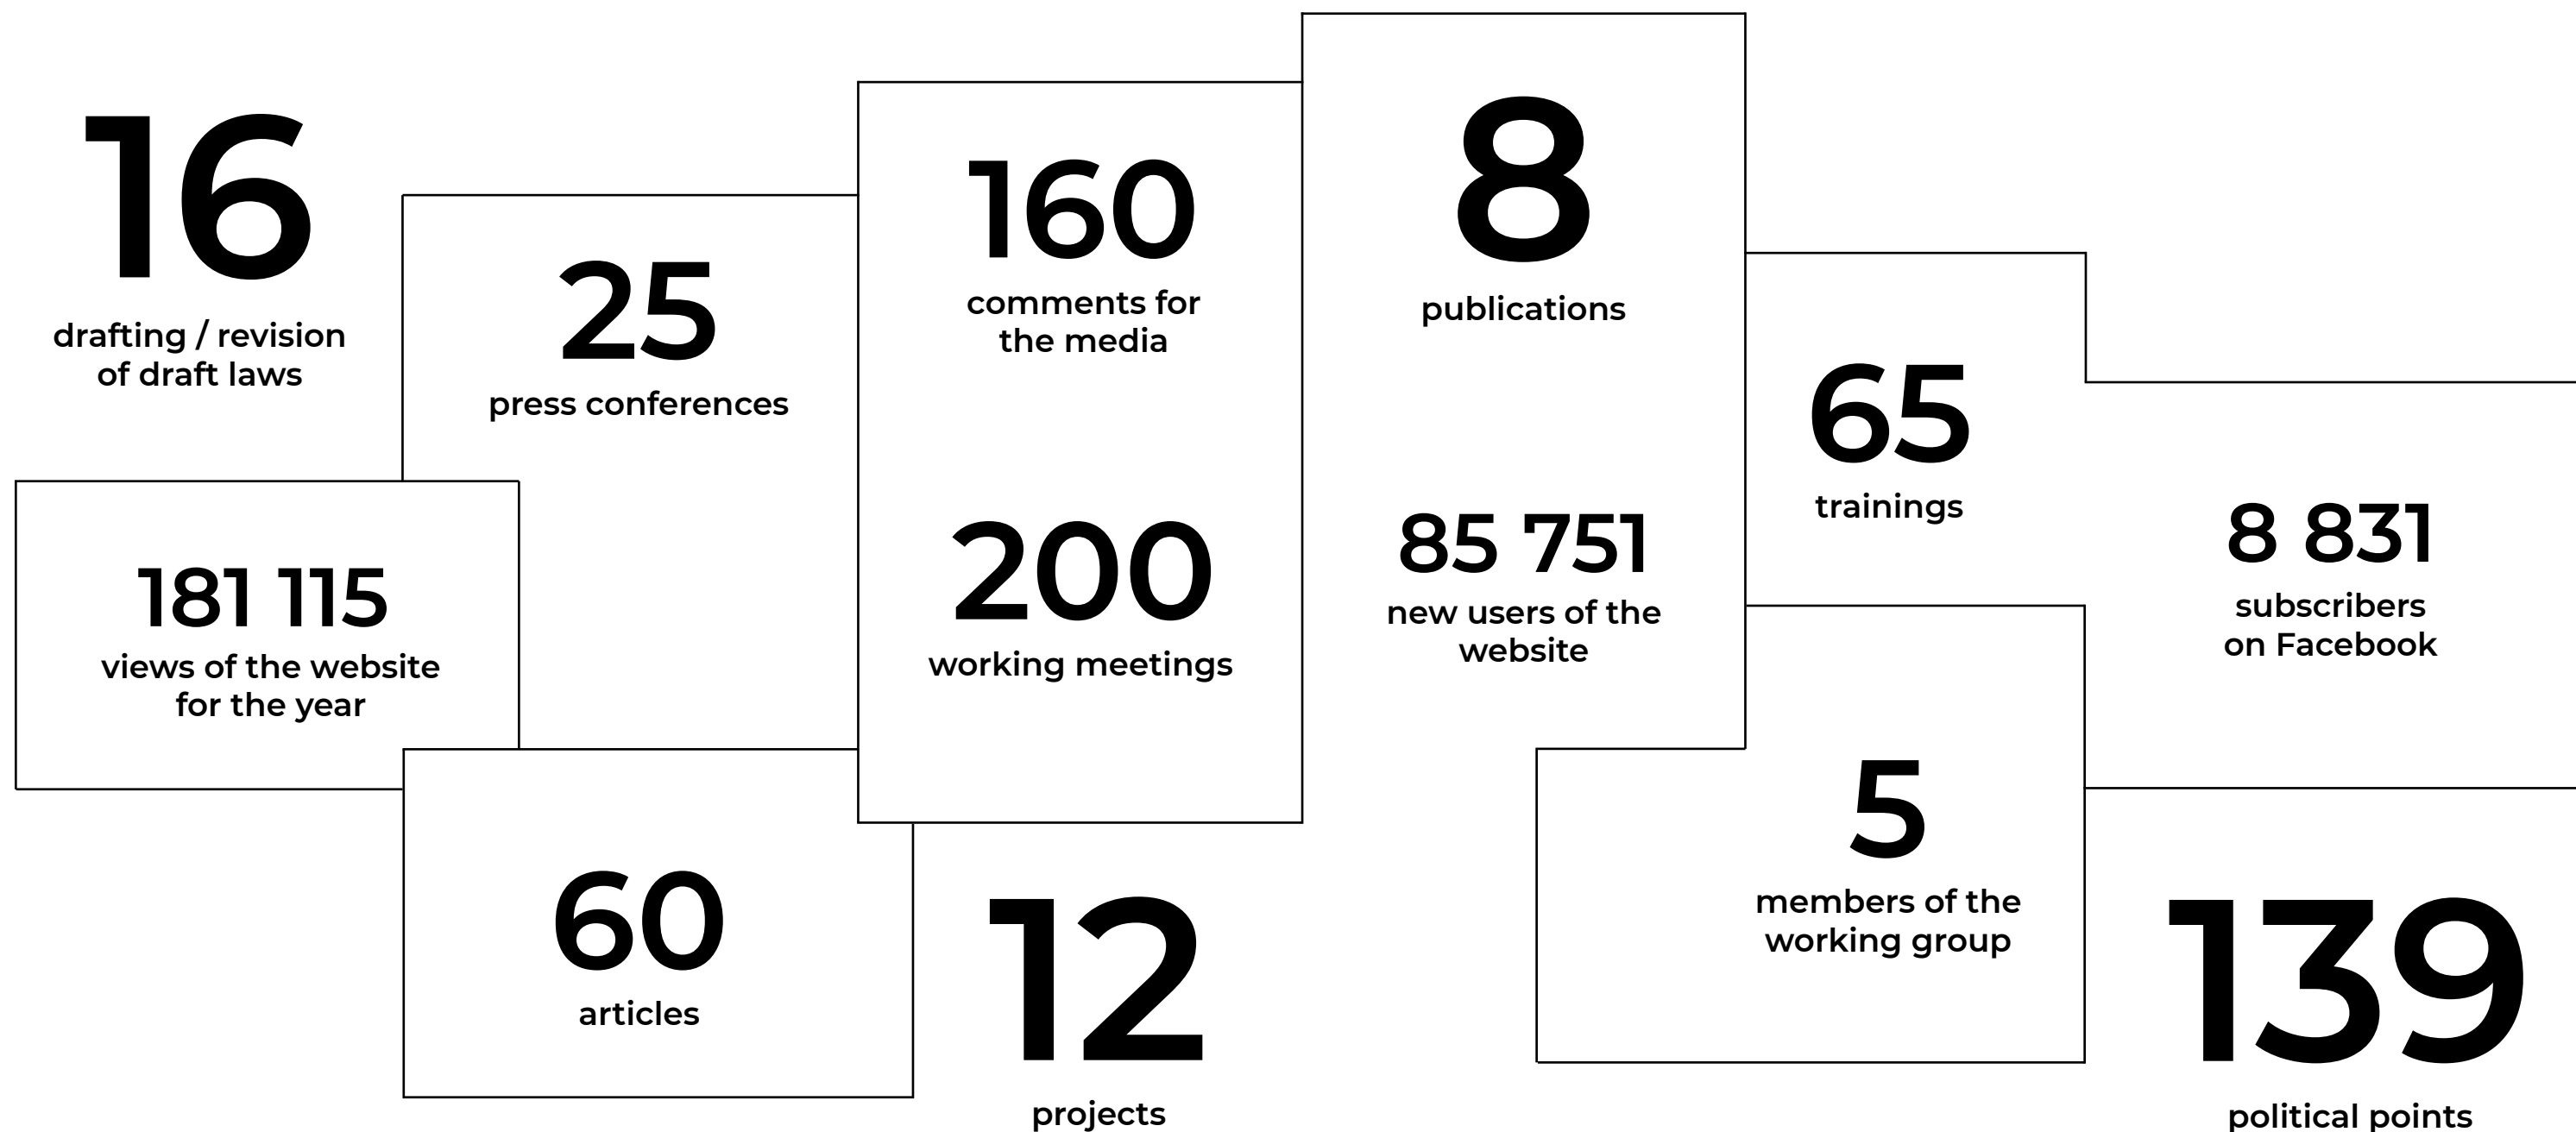 16
drafting / revision
of draft laws
25
press conferences
160
comments for
the media
8
publications
65
trainings
181 115
views of the website
for the year
200
working meetings
85 751
new users of the
website
8 831
subscribers
on Facebook
60
articles
12
projects
5
members of the
working group
139
political points